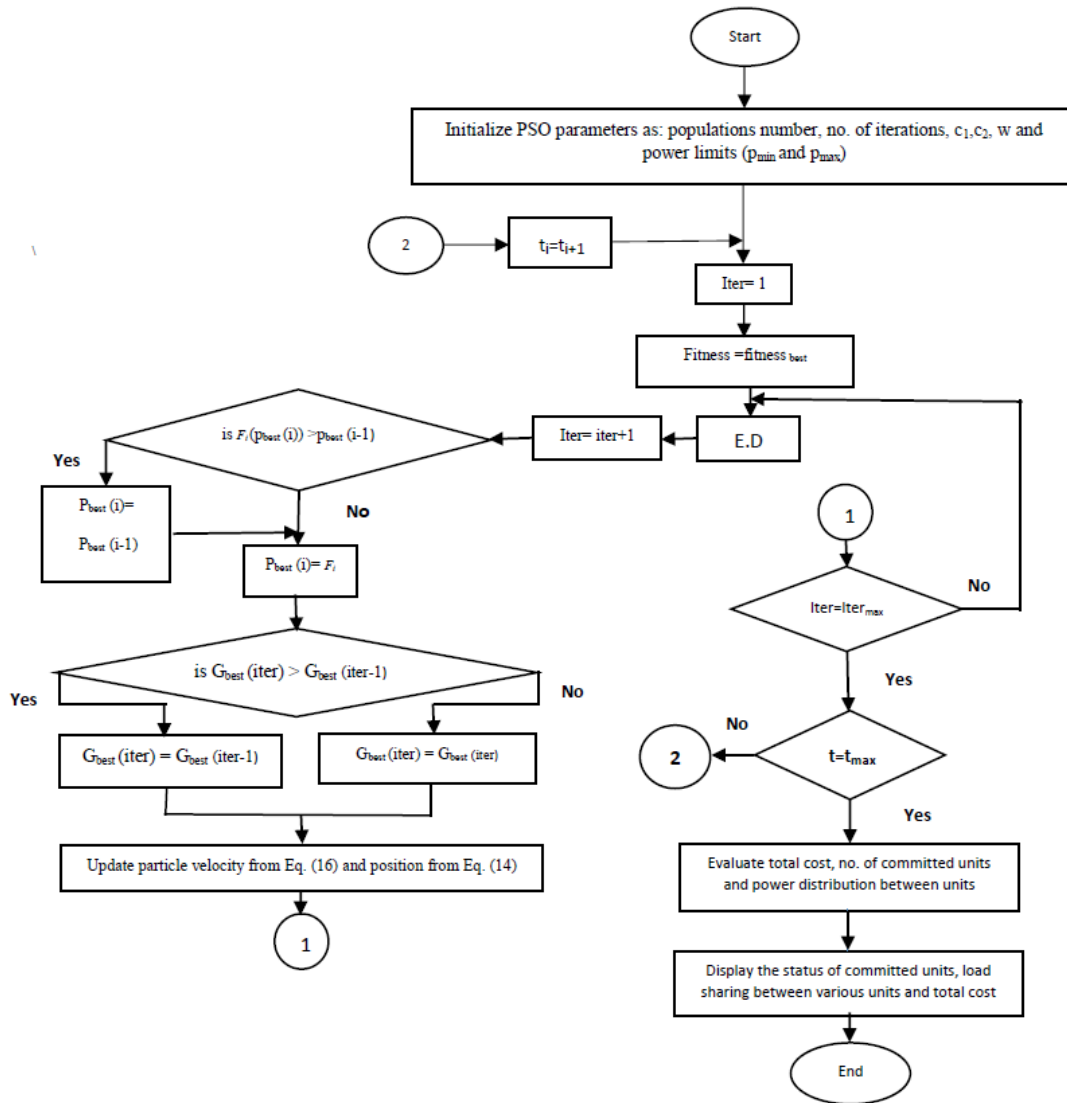 Start
Initialize PSO parameters as: populations number, no. of iterations, c₁,c₂, w and
power limits (pₘᵢₙ and pₘₐₓ)
\
2
tᵢ=tᵢ₊₁
Iter= 1
Fitness =fitness best
is Fᵢ(pbest (i)) >pbest (i-1)
Iter= iter+1
E.D
Yes
Pbest (i)=
Pbest (i-1)
No
1
Pbest (i)= Fᵢ
Iter=Itermax
No
is Gbest (iter) > Gbest (iter-1)
Yes
No
Yes
Gbest (iter) = Gbest (iter-1)
Gbest (iter) = Gbest (iter)
No
2
t=tmax
Yes
Update particle velocity from Eq. (16) and position from Eq. (14)
Evaluate total cost, no. of committed units
and power distribution between units
1
Display the status of committed units, load
sharing between various units and total cost
End